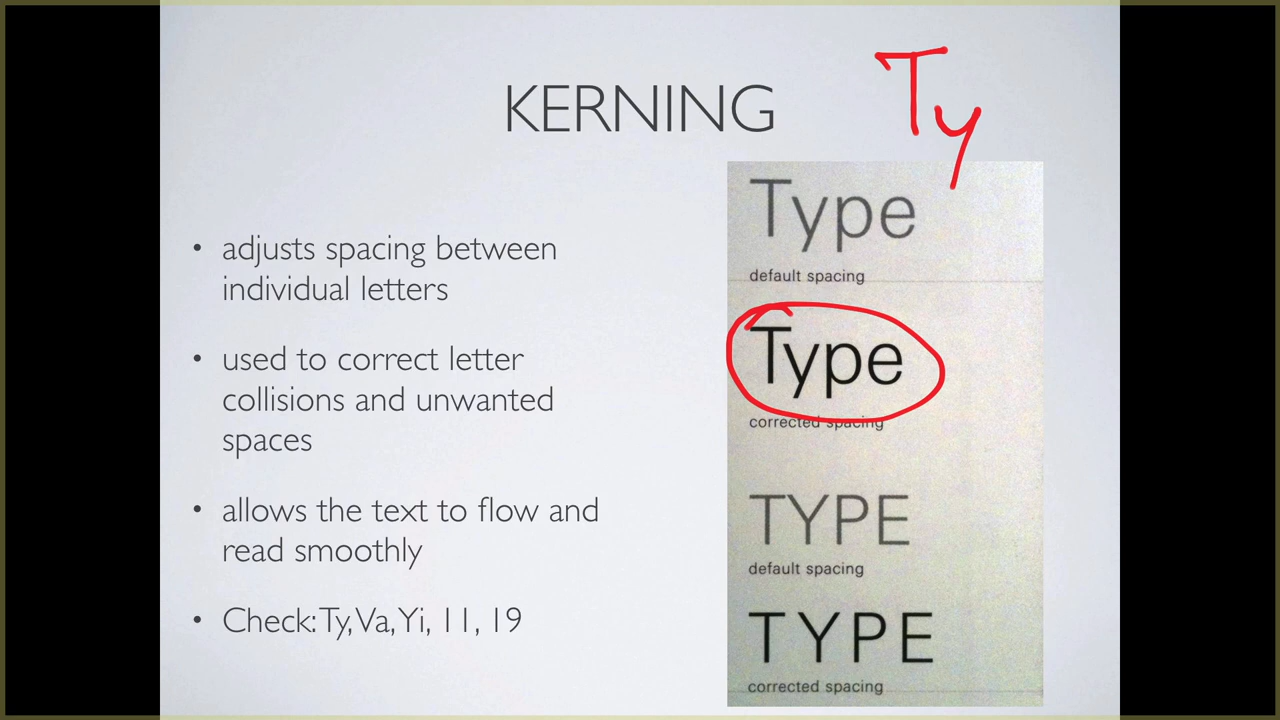 KERNING
Ty
• adjusts spacing between
individual letters
• used to correct letter
collisions and unwanted
spaces
• allows the text to flow and
read smoothly
• Check: Ty, Va, Yi, 11, 19
Type
default spacing
Type
corrected spacing
TYPE
default spacing
TYPE
corrected spacing